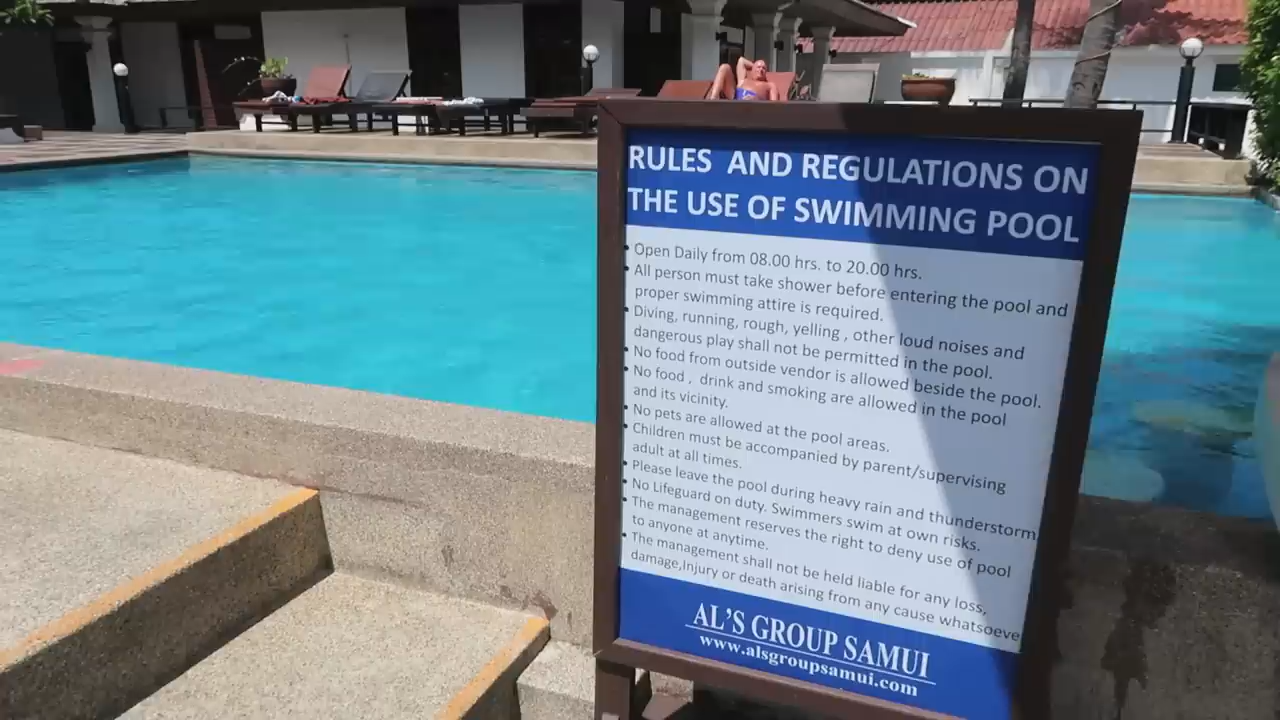 RULES AND REGULATIONS ON
THE USE OF SWIMMING POOL
• Open Daily from 08.00 hrs. to 20.00 hrs.
• All person must take shower before entering the pool and
proper swimming attire is required.
• Diving, running, rough, yelling , other loud noises and
dangerous play shall not be permitted in the pool.
• No food from outside vendor is allowed beside the pool.
• No food , drink and smoking are allowed in the pool
and its vicinity.
• No pets are allowed at the pool areas.
• Children must be accompanied by parent/supervising
adult at all times.
• Please leave the pool during heavy rain and thunderstorm
• No Lifeguard on duty. Swimmers swim at own risks.
• The management reserves the right to deny use of pool
to anyone at anytime.
• The management shall not be held liable for any loss,
damage,injury or death arising from any cause whatsoeve
AL'S GROUP SAMUI
www.alsgroupsamui.com